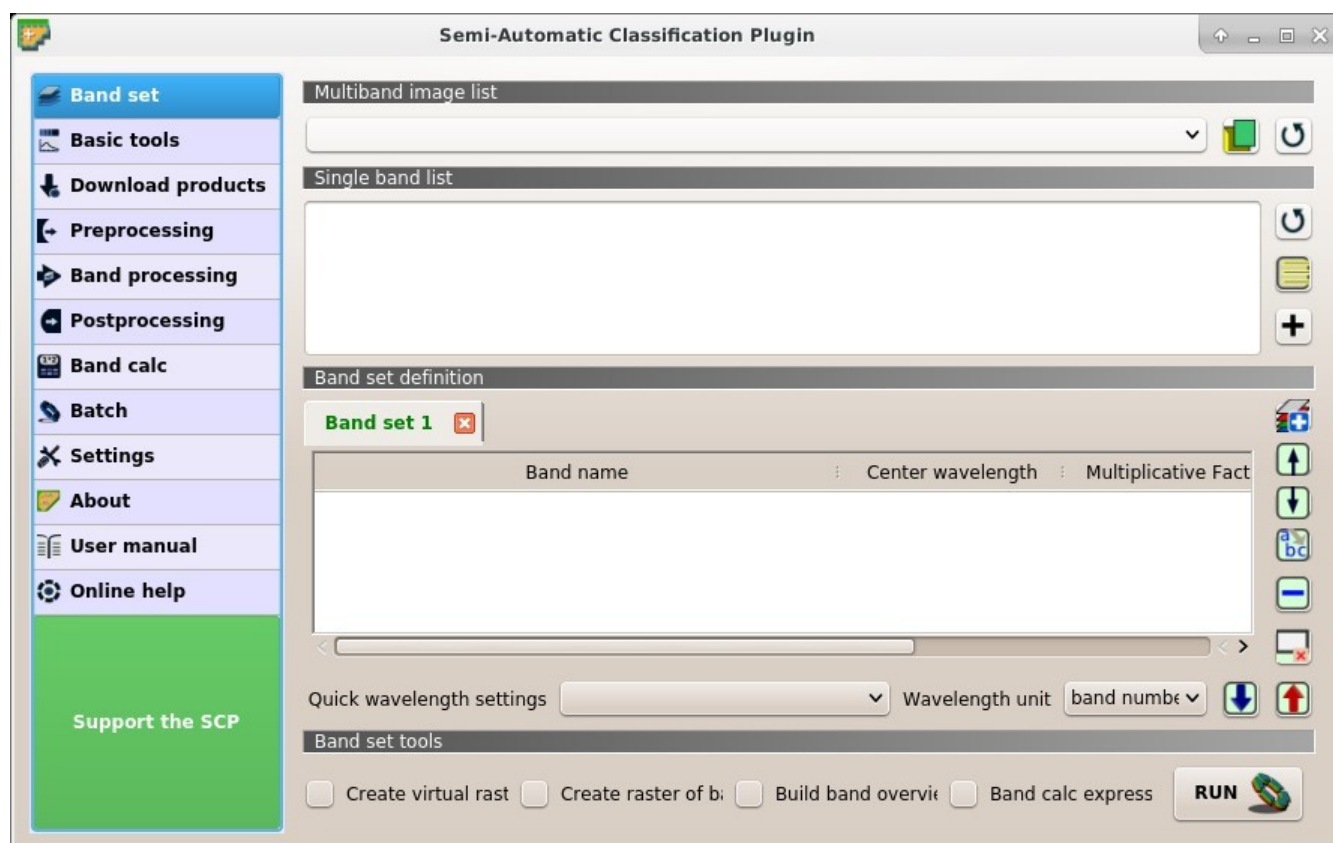 Semi-Automatic Classification Plugin
Band set
Basic tools
Download products
Preprocessing
Band processing
Postprocessing
Band calc
Batch
Settings
About
User manual
Online help
Support the SCP
Multiband image list
Single band list
Band set definition
Band set 1
Band name Center wavelength Multiplicative Fact
a
bc
Quick wavelength settings Wavelength unit band numbe
Band set tools
Create virtual rast Create raster of ba Build band overvie Band calc express RUN